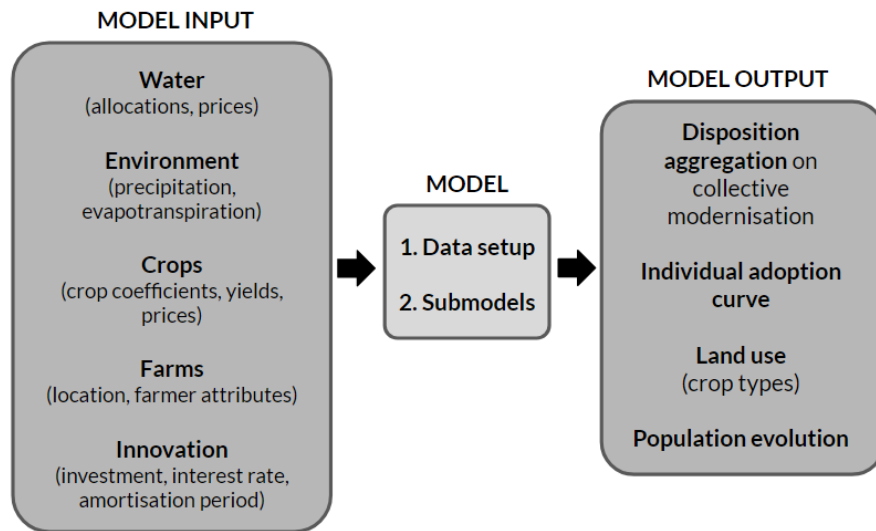 MODEL INPUT
Water
(allocations, prices)
Environment
(precipitation,
evapotranspiration)
Crops
(crop coefficients, yields,
prices)
Farms
(location, farmer attributes)
Innovation
(investment, interest rate,
amortisation period)
MODEL
1. Data setup
2. Submodels
MODEL OUTPUT
Disposition
aggregation on
collective
modernisation
Individual adoption
curve
Land use
(crop types)
Population evolution